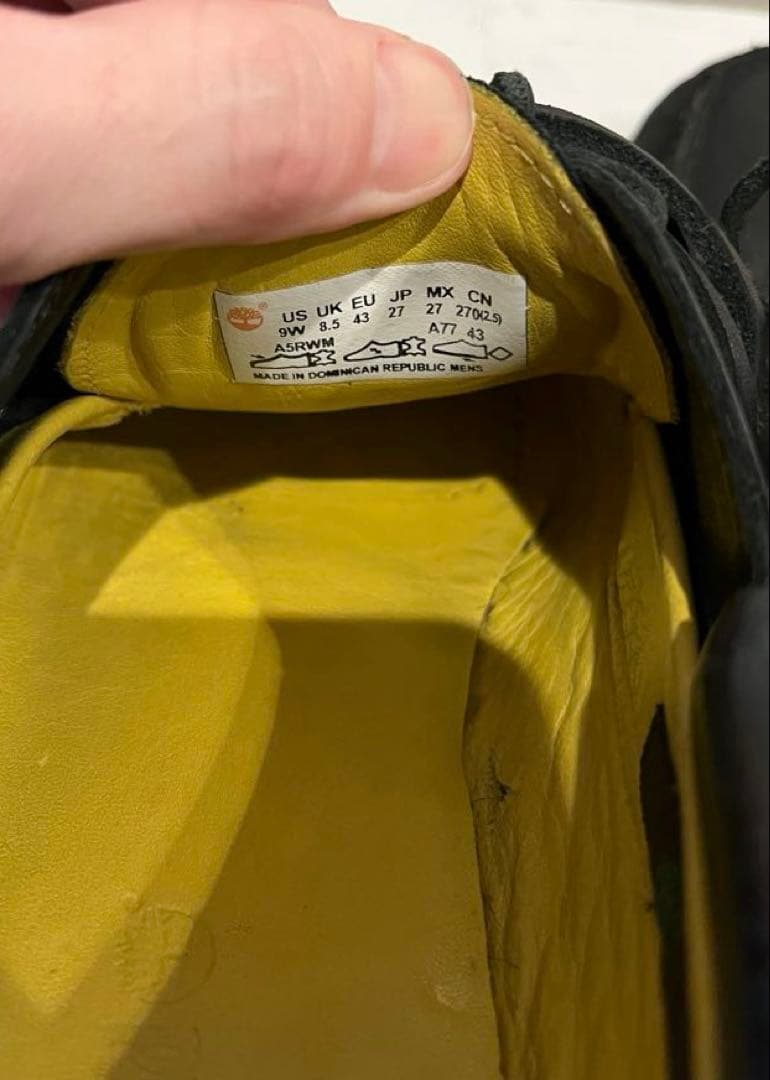 ®
US UK EU JP MX CN
9W 8.5 43 27 27 270(2.5)
A5RWM A77 43
MADE IN DOMINICAN REPUBLIC MENS